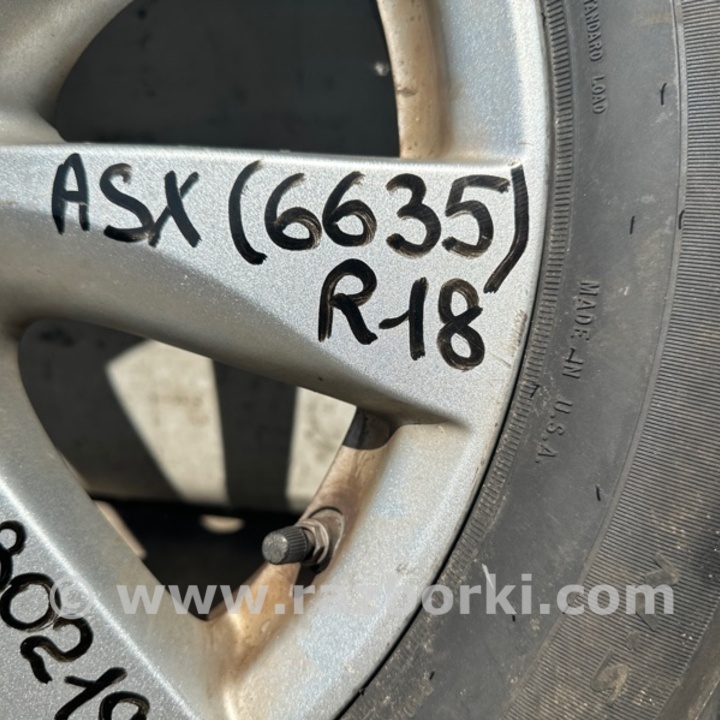 STANDARD LOAD
ASX (6635)
R18
MADE IN U.S.A.
© www.razborki.com